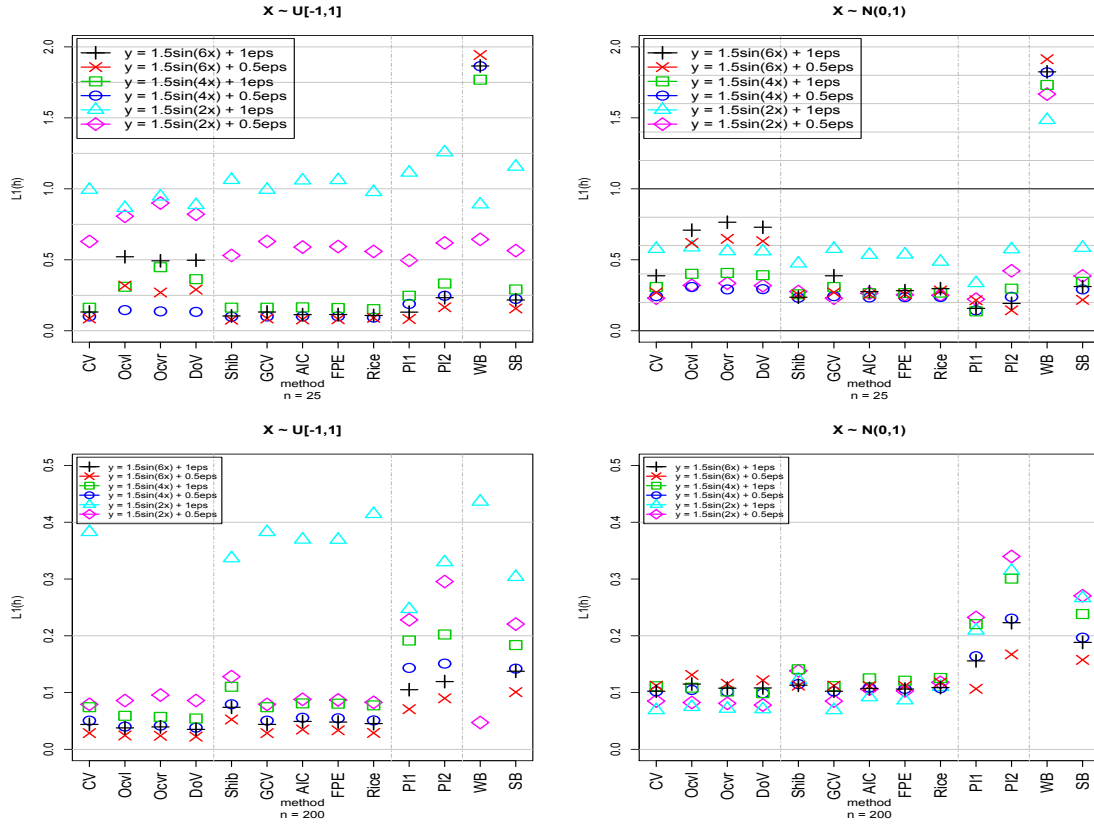 X ~ U[-1,1]
L1(h)
2.0
1.5
1.0
0.5
0.0
y = 1.5sin(6x) + 1eps
y = 1.5sin(6x) + 0.5eps
y = 1.5sin(4x) + 1eps
y = 1.5sin(4x) + 0.5eps
y = 1.5sin(2x) + 1eps
y = 1.5sin(2x) + 0.5eps
CV Ocvl Ocvr DoV Shib GCV AIC FPE Rice PI1 PI2 WB SB
method
n = 25
X ~ N(0,1)
L1(h)
2.0
1.5
1.0
0.5
0.0
y = 1.5sin(6x) + 1eps
y = 1.5sin(6x) + 0.5eps
y = 1.5sin(4x) + 1eps
y = 1.5sin(4x) + 0.5eps
y = 1.5sin(2x) + 1eps
y = 1.5sin(2x) + 0.5eps
CV Ocvl Ocvr DoV Shib GCV AIC FPE Rice PI1 PI2 WB SB
method
n = 25
X ~ U[-1,1]
L1(h)
0.5
0.4
0.3
0.2
0.1
0.0
y = 1.5sin(6x) + 1eps
y = 1.5sin(6x) + 0.5eps
y = 1.5sin(4x) + 1eps
y = 1.5sin(4x) + 0.5eps
y = 1.5sin(2x) + 1eps
y = 1.5sin(2x) + 0.5eps
CV Ocvl Ocvr DoV Shib GCV AIC FPE Rice PI1 PI2 WB SB
method
n = 200
X ~ N(0,1)
L1(h)
0.5
0.4
0.3
0.2
0.1
0.0
y = 1.5sin(6x) + 1eps
y = 1.5sin(6x) + 0.5eps
y = 1.5sin(4x) + 1eps
y = 1.5sin(4x) + 0.5eps
y = 1.5sin(2x) + 1eps
y = 1.5sin(2x) + 0.5eps
CV Ocvl Ocvr DoV Shib GCV AIC FPE Rice PI1 PI2 WB SB
method
n = 200